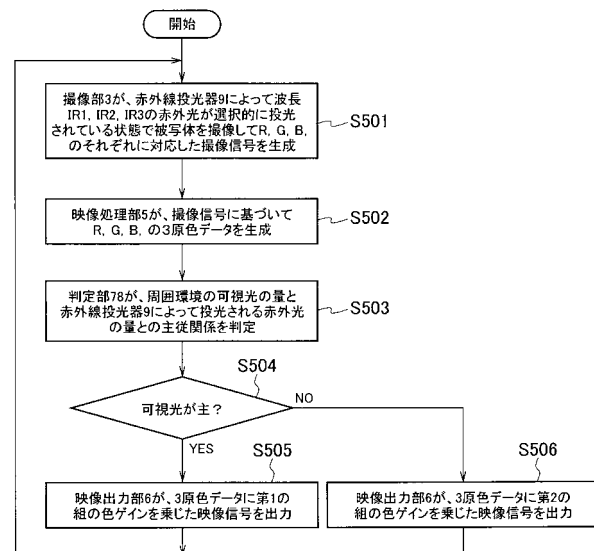 開始
撮像部3が、赤外線投光器9によって波長
IR1, IR2, IR3の赤外光が選択的に投光
されている状態で被写体を撮像してR, G, B,
のそれぞれに対応した撮像信号を生成
S501
映像処理部5が、撮像信号に基づいて
R, G, B, の3原色データを生成
S502
判定部78が、周囲環境の可視光の量と
赤外線投光器9によって投光される赤外光
の量との主従関係を判定
S503
S504
可視光が主？
NO
YES
S505
映像出力部6が、3原色データに第1の
組の色ゲインを乗じた映像信号を出力
S506
映像出力部6が、3原色データに第2の
組の色ゲインを乗じた映像信号を出力